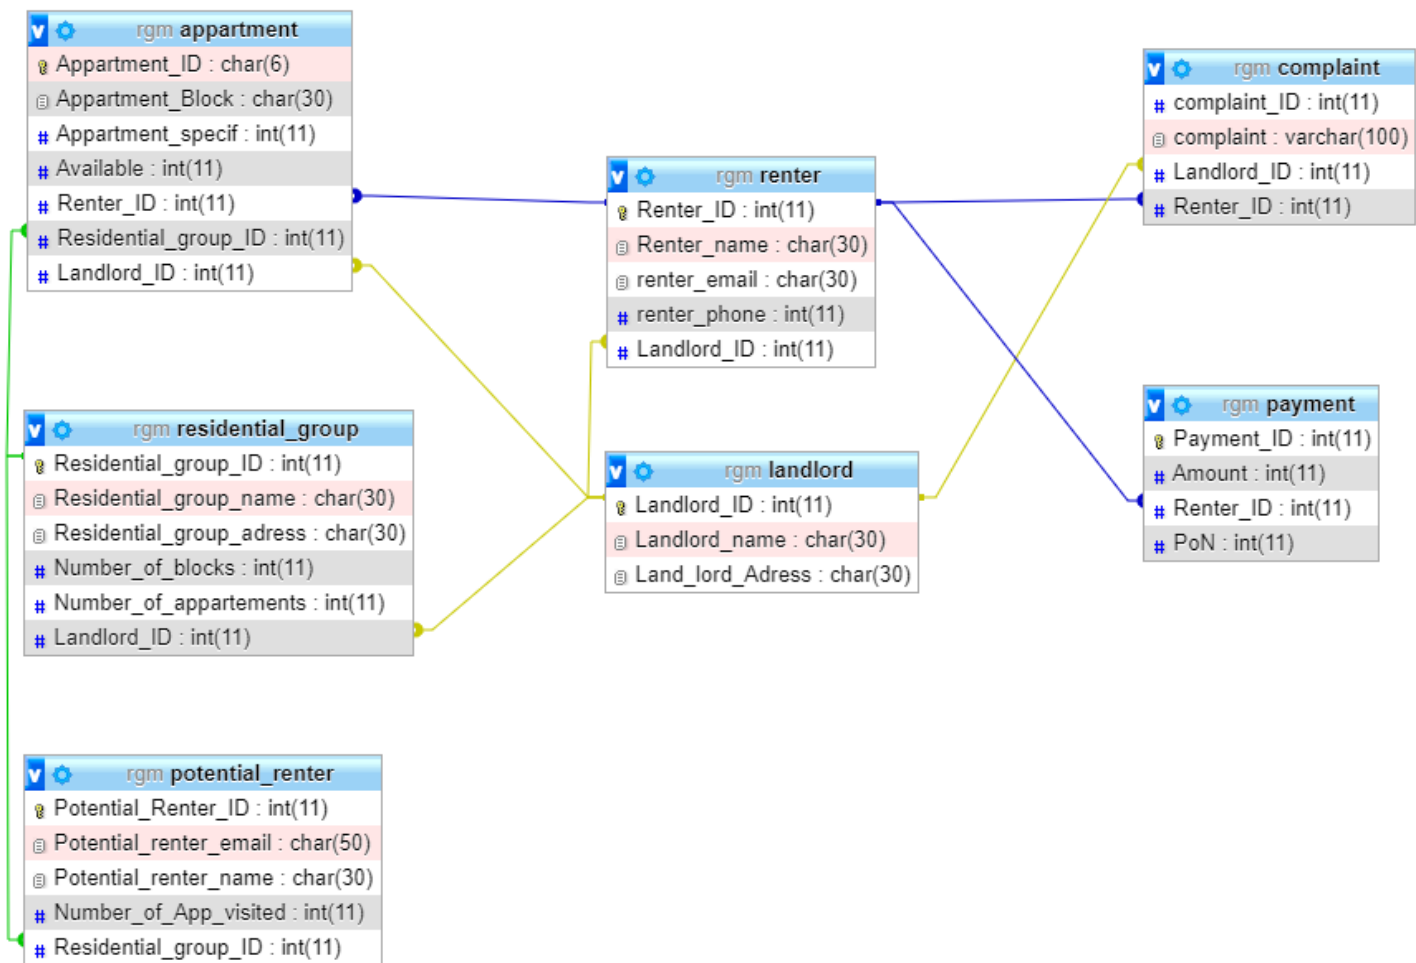 rgm appartment
Appartment_ID : char(6)
Appartment_Block : char(30)
# Appartment_specif : int(11)
# Available : int(11)
# Renter_ID : int(11)
# Residential_group_ID : int(11)
# Landlord_ID : int(11)
rgm renter
Renter_ID : int(11)
Renter_name : char(30)
renter_email : char(30)
# renter_phone : int(11)
# Landlord_ID : int(11)
rgm complaint
# complaint_ID : int(11)
complaint : varchar(100)
# Landlord_ID : int(11)
# Renter_ID : int(11)
rgm residential_group
Residential_group_ID : int(11)
Residential_group_name : char(30)
Residential_group_adress : char(30)
# Number_of_blocks : int(11)
# Number_of_appartements : int(11)
# Landlord_ID : int(11)
rgm landlord
Landlord_ID : int(11)
Landlord_name : char(30)
Land_lord_Adress : char(30)
rgm payment
Payment_ID : int(11)
# Amount : int(11)
# Renter_ID : int(11)
# PoN : int(11)
rgm potential_renter
Potential_Renter_ID : int(11)
Potential_renter_email : char(50)
Potential_renter_name : char(30)
# Number_of_App_visited : int(11)
# Residential_group_ID : int(11)